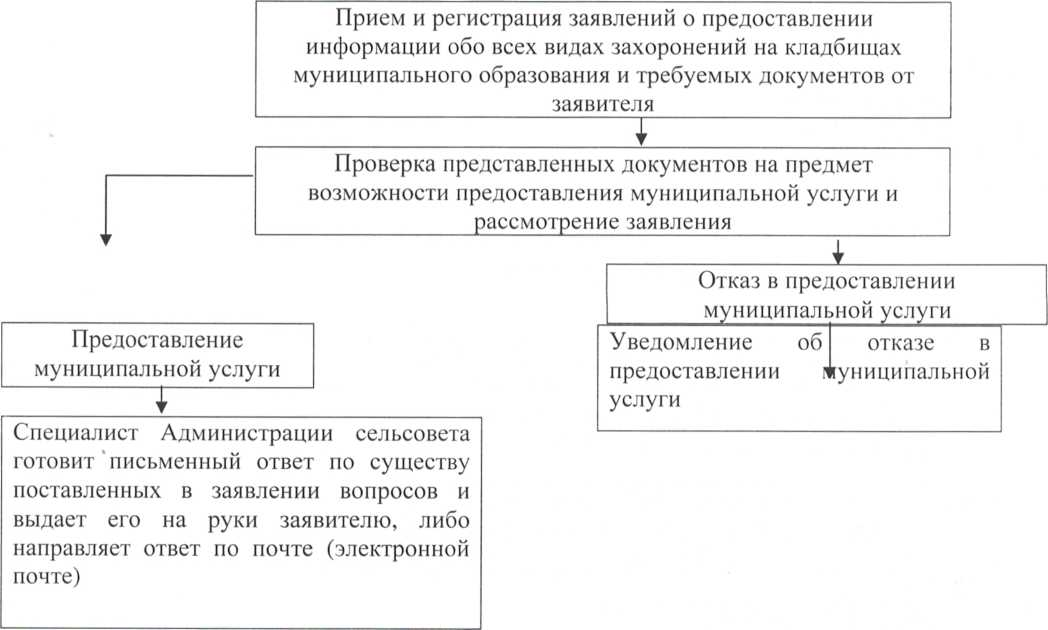 Прием и регистрация заявлений о предоставлении
информации обо всех видах захоронений на кладбищах
муниципального образования и требуемых документов от
заявителя
Проверка представленных документов на предмет
возможности предоставления муниципальной услуги и
рассмотрение заявления
Отказ в предоставлении
муниципальной услуги
Уведомление об отказе в
предоставлении муниципальной
услуги
Предоставление
муниципальной услуги
Специалист Администрации сельсовета
готовит письменный ответ по существу
поставленных в заявлении вопросов и
выдает его на руки заявителю, либо
направляет ответ по почте (электронной
почте)